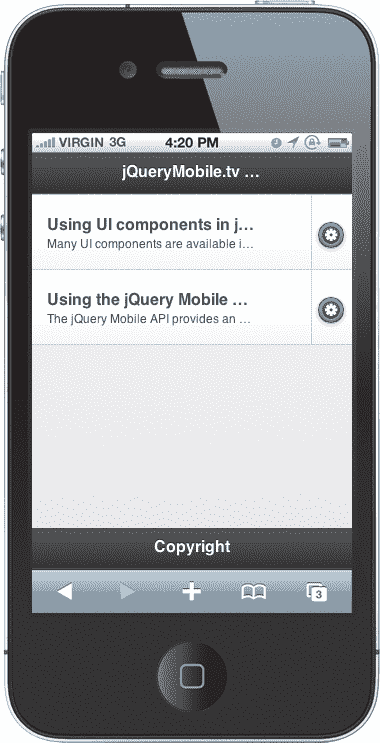 VIRGIN 3G 4:20 PM
jQueryMobile.tv ...
Using UI components in j...
Many UI components are available i...
Using the jQuery Mobile ...
The jQuery Mobile API provides an ...
Copyright
3